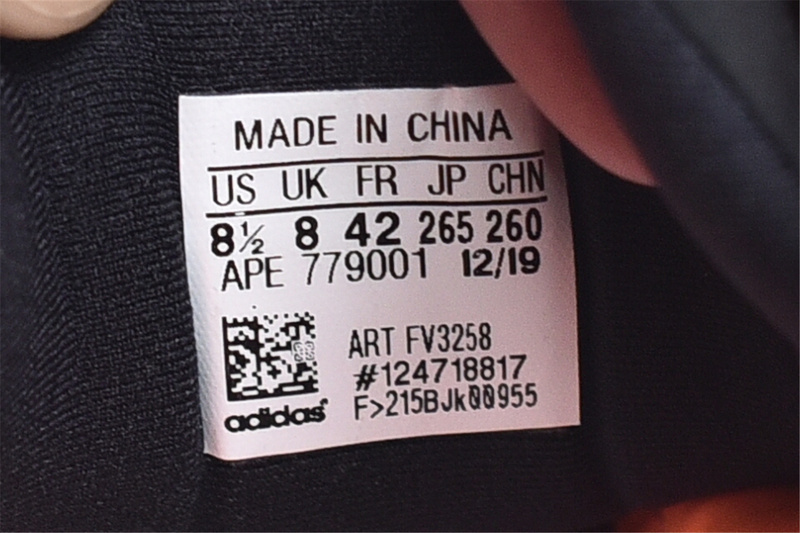 MADE IN CHINA
US UK FR JP CHN
8½ 8 42 265 260
APE 779001 12/19
ART FV3258
#124718817
F>215BJk00955
adidas